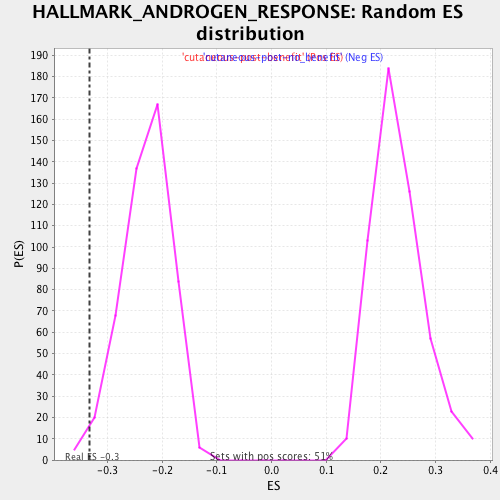 HALLMARK_ANDROGEN_RESPONSE: Random ES
distribution
(Neg ES)
190
180
170
160
150
140
130
120
110
100
90
80
70
60
50
40
30
20
10
0
P(ES)
Real ES -0.3
Sets with pos scores: 51%
-0.3 -0.2 -0.1 0.0 0.1 0.2 0.3 0.4
ES